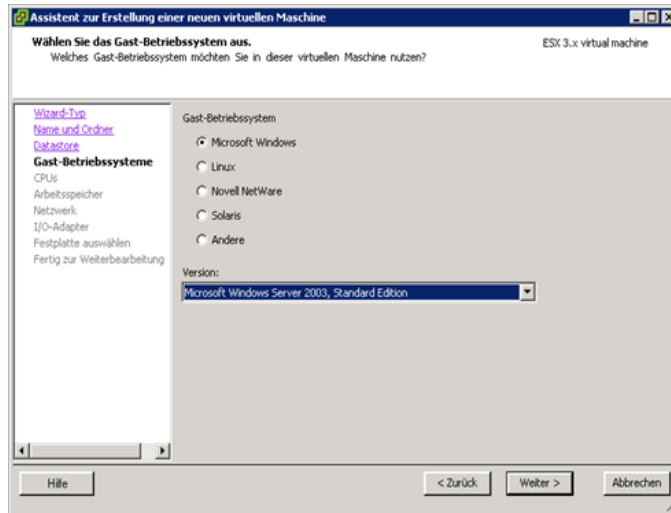 Assistent zur Erstellung einer neuen virtuellen Maschine
Wählen Sie das Gast-Betriebssystem aus.
Welches Gast-Betriebssystem möchten Sie in dieser virtuellen Maschine nutzen?
ESX 3.x virtual machine
Wizard-Typ
Name und Ordner
Datastore
Gast-Betriebssysteme
CPUs
Arbeitsspeicher
Netzwerk
I/O-Adapter
Festplatte auswählen
Fertig zur Weiterbearbeitung
Gast-Betriebssystem
Microsoft Windows
Linux
Novell NetWare
Solaris
Andere
Version:
Microsoft Windows Server 2003, Standard Edition
Hilfe
< Zurück
Weiter >
Abbrechen